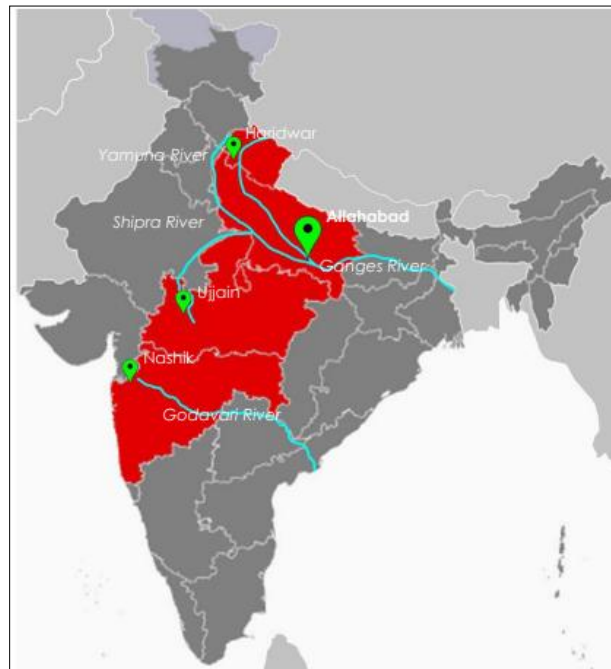 Haridwar
Yamuna River
Allahabad
Shipra River
Ganges River
Ujjain
Nashik
Godavari River